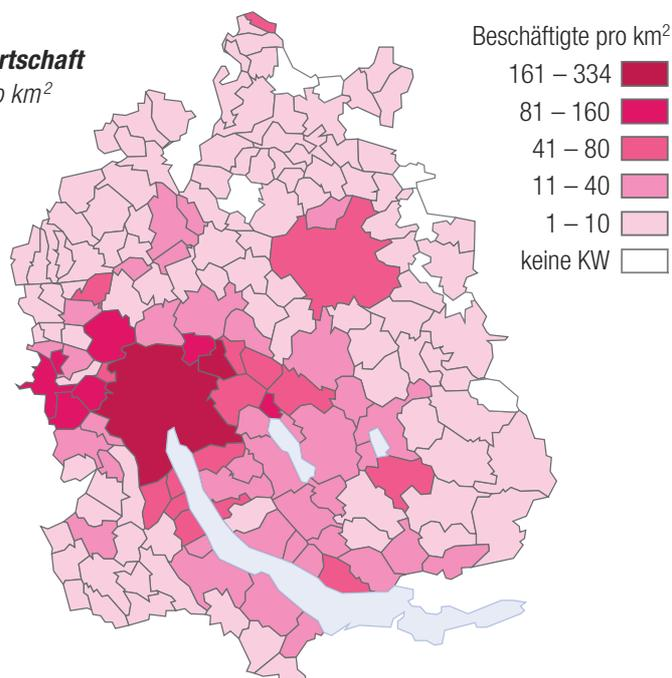 rtschaft
o km²
Beschäftigte pro km²
161 – 334
81 – 160
41 – 80
11 – 40
1 – 10
keine KW